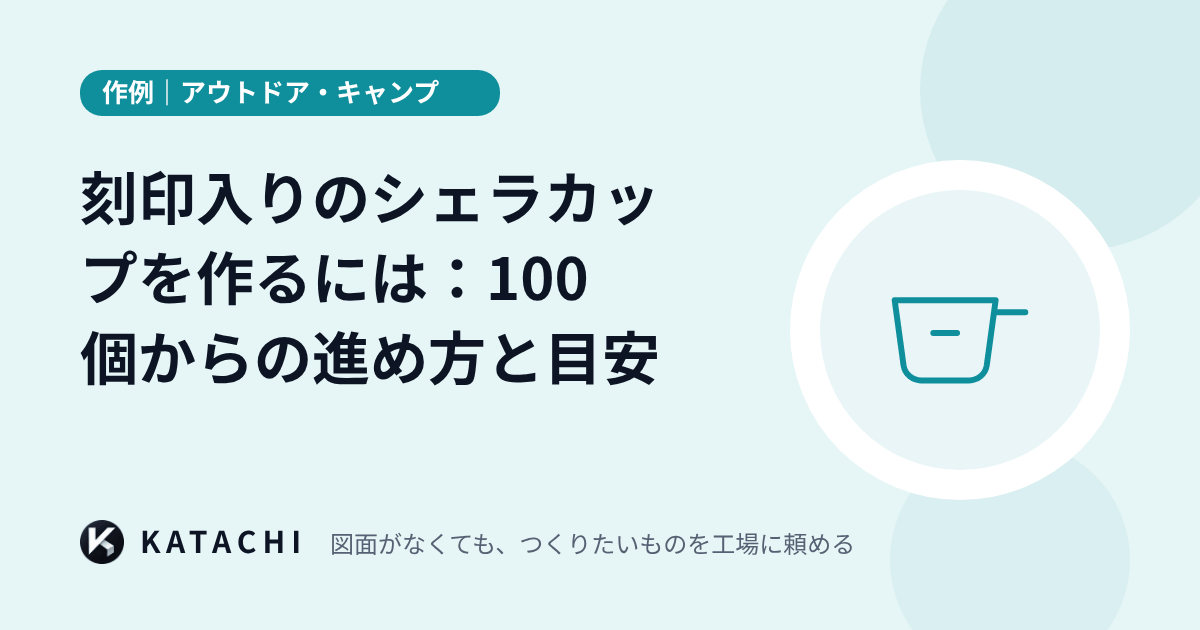 作例｜アウトドア・キャンプ
刻印入りのシェラカッ
プを作るには：100
個からの進め方と目安
KATACHI 図面がなくても、つくりたいものを工場に頼める